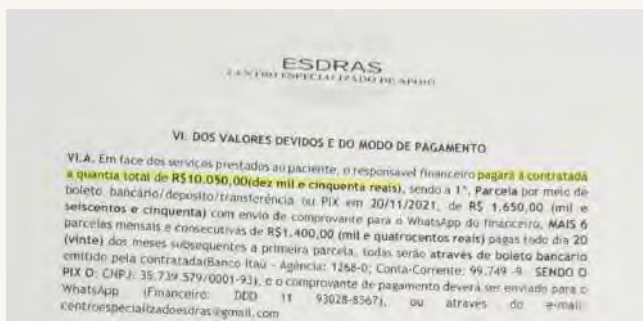 ESDRAS
CENTRO ESPECIALIZADO DE APOIO
VI. DOS VALORES DEVIDOS E DO MODO DE PAGAMENTO
VI.A. Em face dos serviços prestados ao paciente, o responsável financeiro pagará à contratada
a quantia total de R$10.050,00(dez mil e cinquenta reais), sendo a 1ª. Parcela por meio de
boleto bancário/depósito/transferência ou PIX em 20/11/2021, de R$ 1.650,00 (mil e
seiscentos e cinquenta) com envio de comprovante para o WhatsApp do financeiro, MAIS 6
parcelas mensais e consecutivas de R$1.400,00 (mil e quatrocentos reais) pagas todo dia 20
(vinte) dos meses subsequentes a primeira parcela, todas serão através de boleto bancário
emitido pela contratada(Banco Itaú - Agência: 1268-0; Conta-Corrente: 99.749 -9 SENDO O
PIX O: CNPJ: 35.739.579/0001-93), e o comprovante de pagamento deverá ser enviado para o
WhatsApp (Financeiro: DDD 11 93028-8567), ou através do e-mail:
centroespecializadoesdras@gmail.com